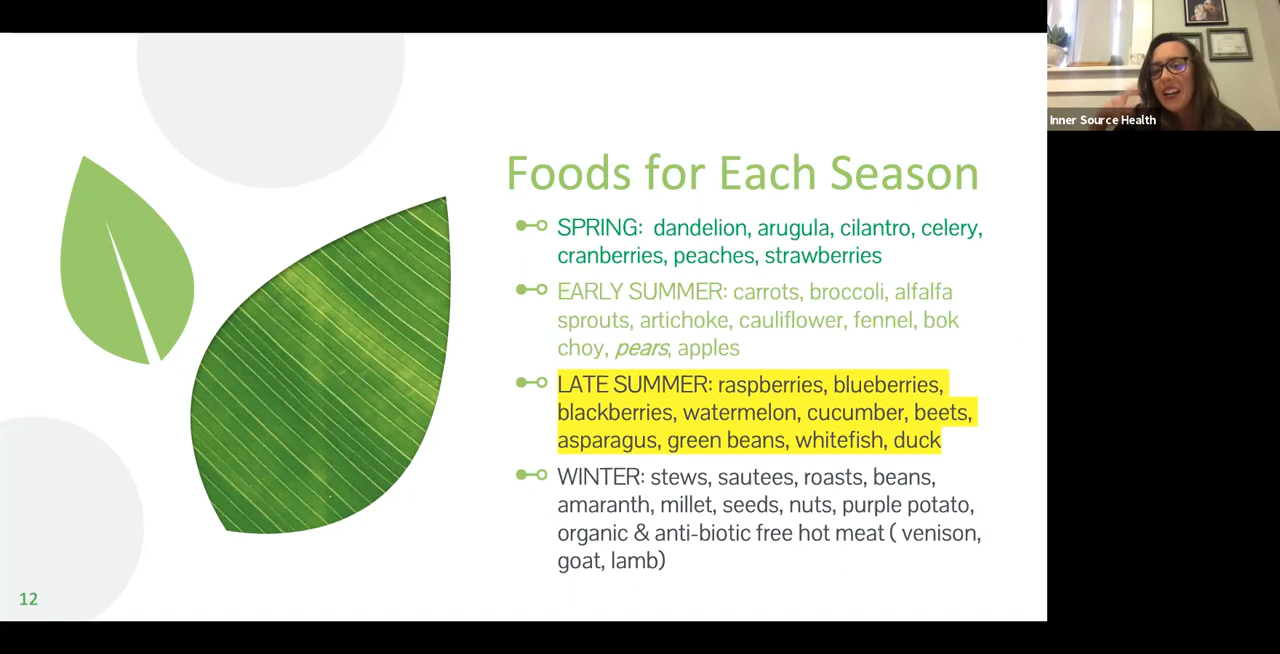 Inner Source Health
Foods for Each Season
SPRING:  dandelion, arugula, cilantro, celery,
cranberries, peaches, strawberries
EARLY SUMMER: carrots, broccoli, alfalfa
sprouts, artichoke, cauliflower, fennel, bok
choy, pears, apples
LATE SUMMER: raspberries, blueberries,
blackberries, watermelon, cucumber, beets,
asparagus, green beans, whitefish, duck
WINTER: stews, sautees, roasts, beans,
amaranth, millet, seeds, nuts, purple potato,
organic & anti-biotic free hot meat ( venison,
goat, lamb)
12